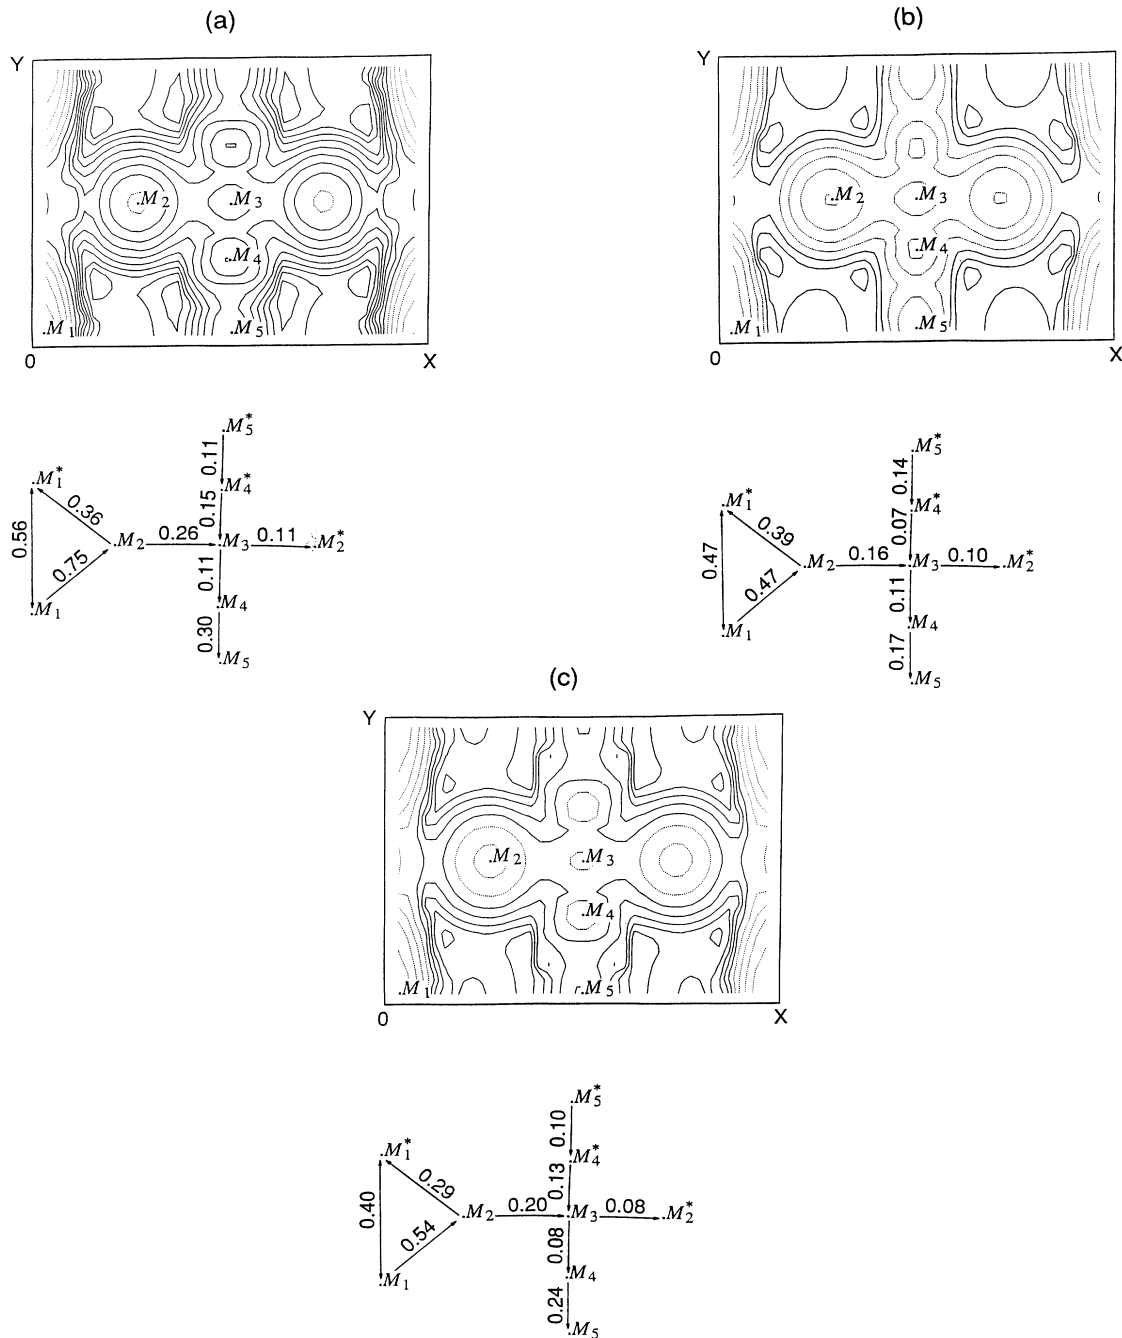 (a)
Y
.M2
.M3
.M4
.M1
.M5
0
X
.M5*
0.11
.M1*
.M4*
0.36
0.15
0.56
.M2
0.26
.M3
0.11
.M2*
0.75
0.11
.M1
.M4
0.30
.M5
(b)
Y
.M2
.M3
.M4
.M1
.M5
0
X
.M5*
0.14
.M1*
.M4*
0.39
0.07
0.47
.M2
0.16
.M3
0.10
.M2*
0.47
0.11
.M1
.M4
0.17
.M5
(c)
Y
.M2
.M3
.M4
.M1
.M5
0
X
.M5*
0.10
.M1*
.M4*
0.29
0.13
0.40
.M2
0.20
.M3
0.08
.M2*
0.54
0.08
.M1
.M4
0.24
.M5